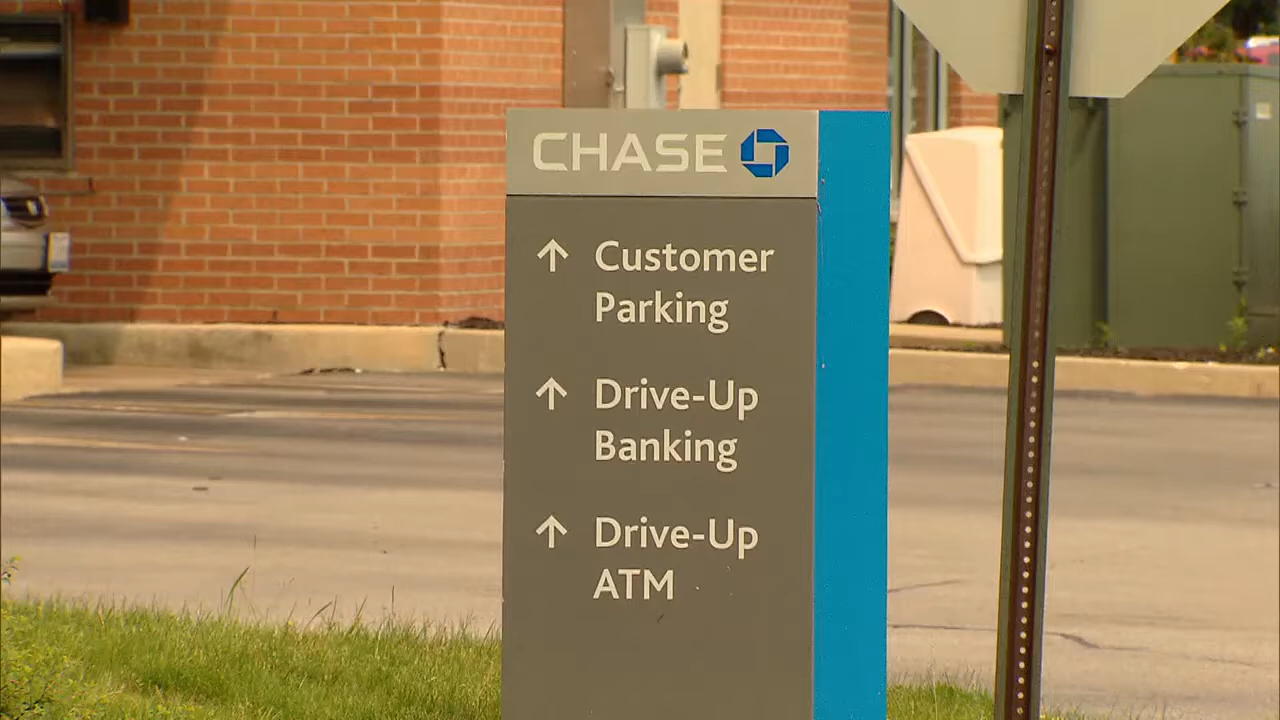 CHASE
↑ Customer
Parking
↑ Drive-Up
Banking
↑ Drive-Up
ATM